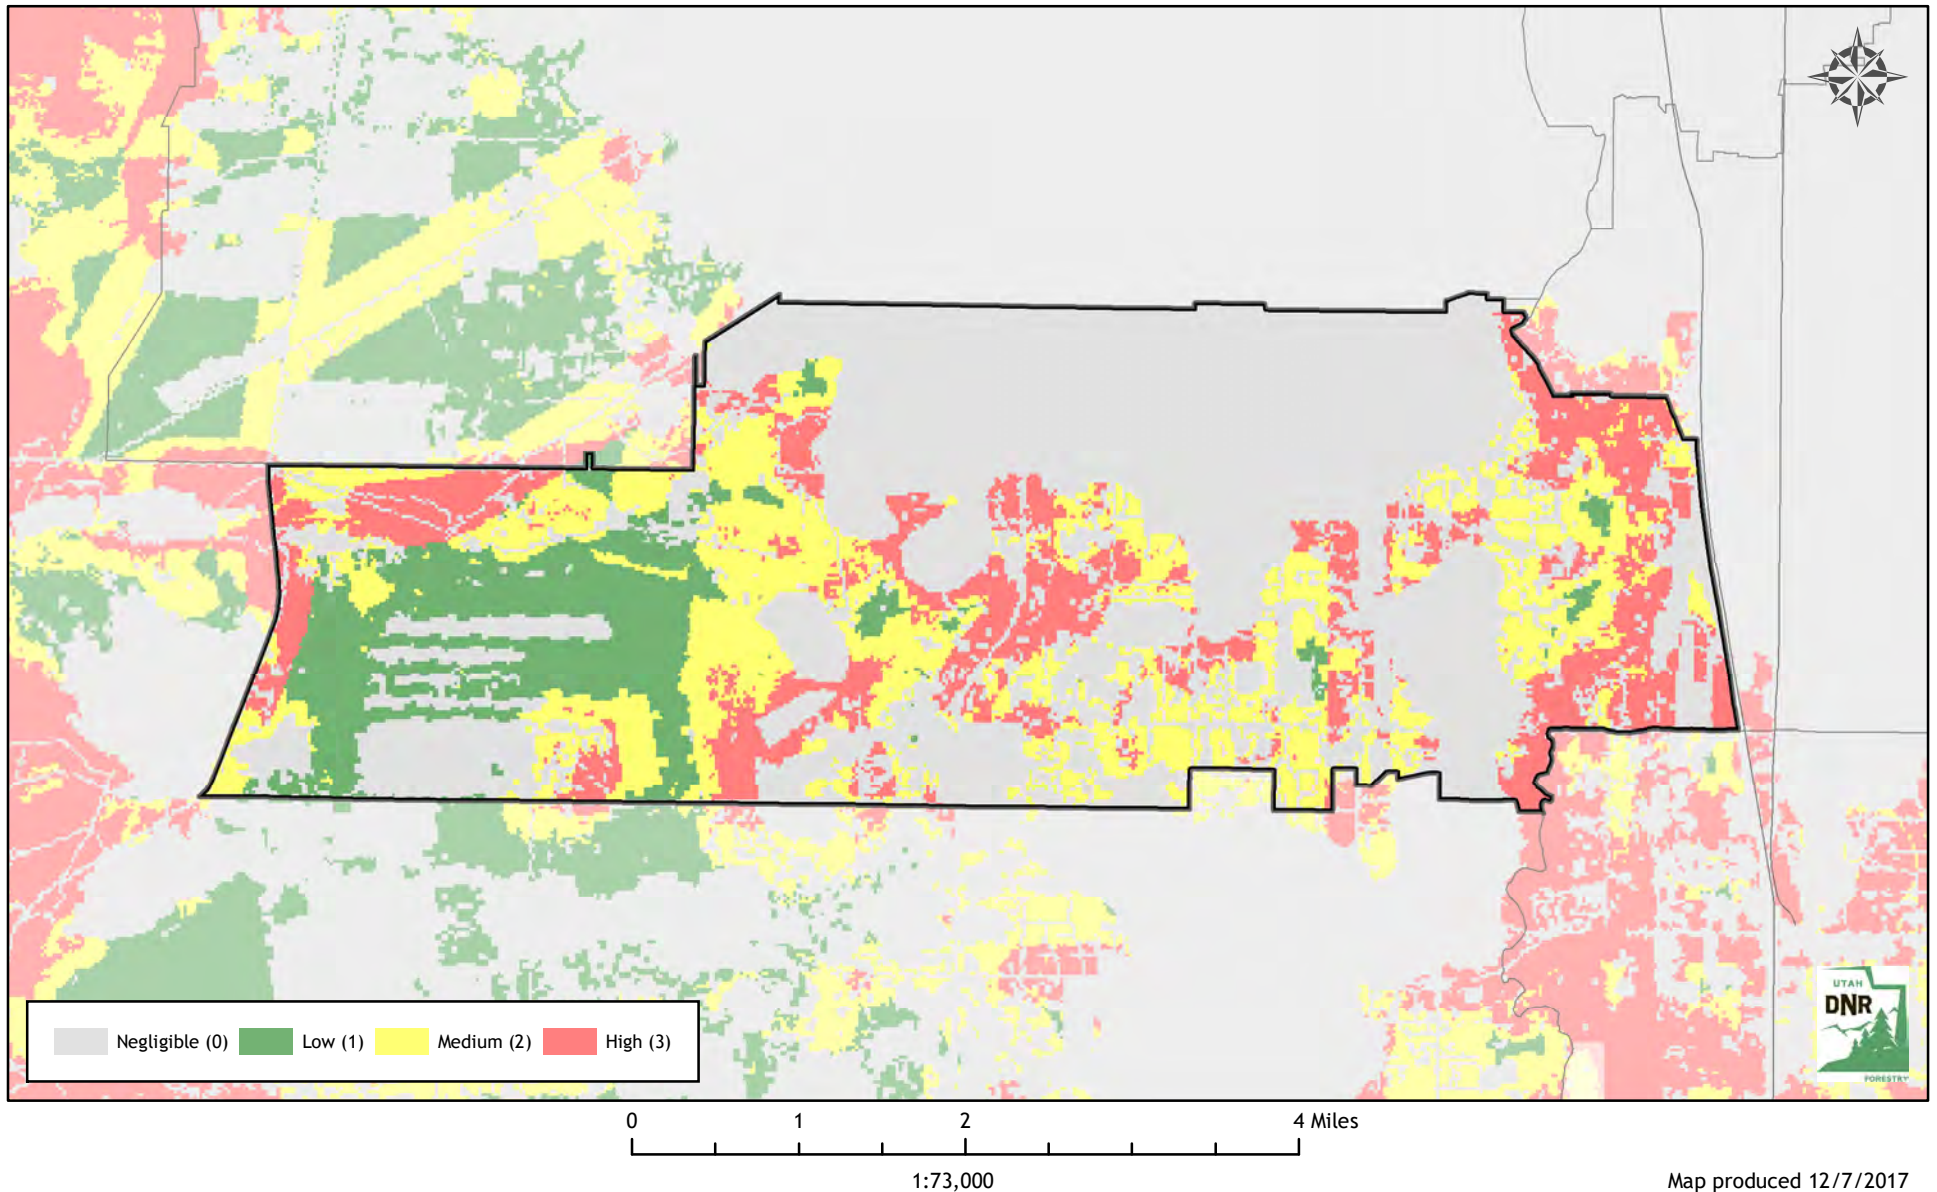 UTAH
DNR
FORESTRY
Negligible (0) Low (1) Medium (2) High (3)
0 1 2 4 Miles
1:73,000
Map produced 12/7/2017